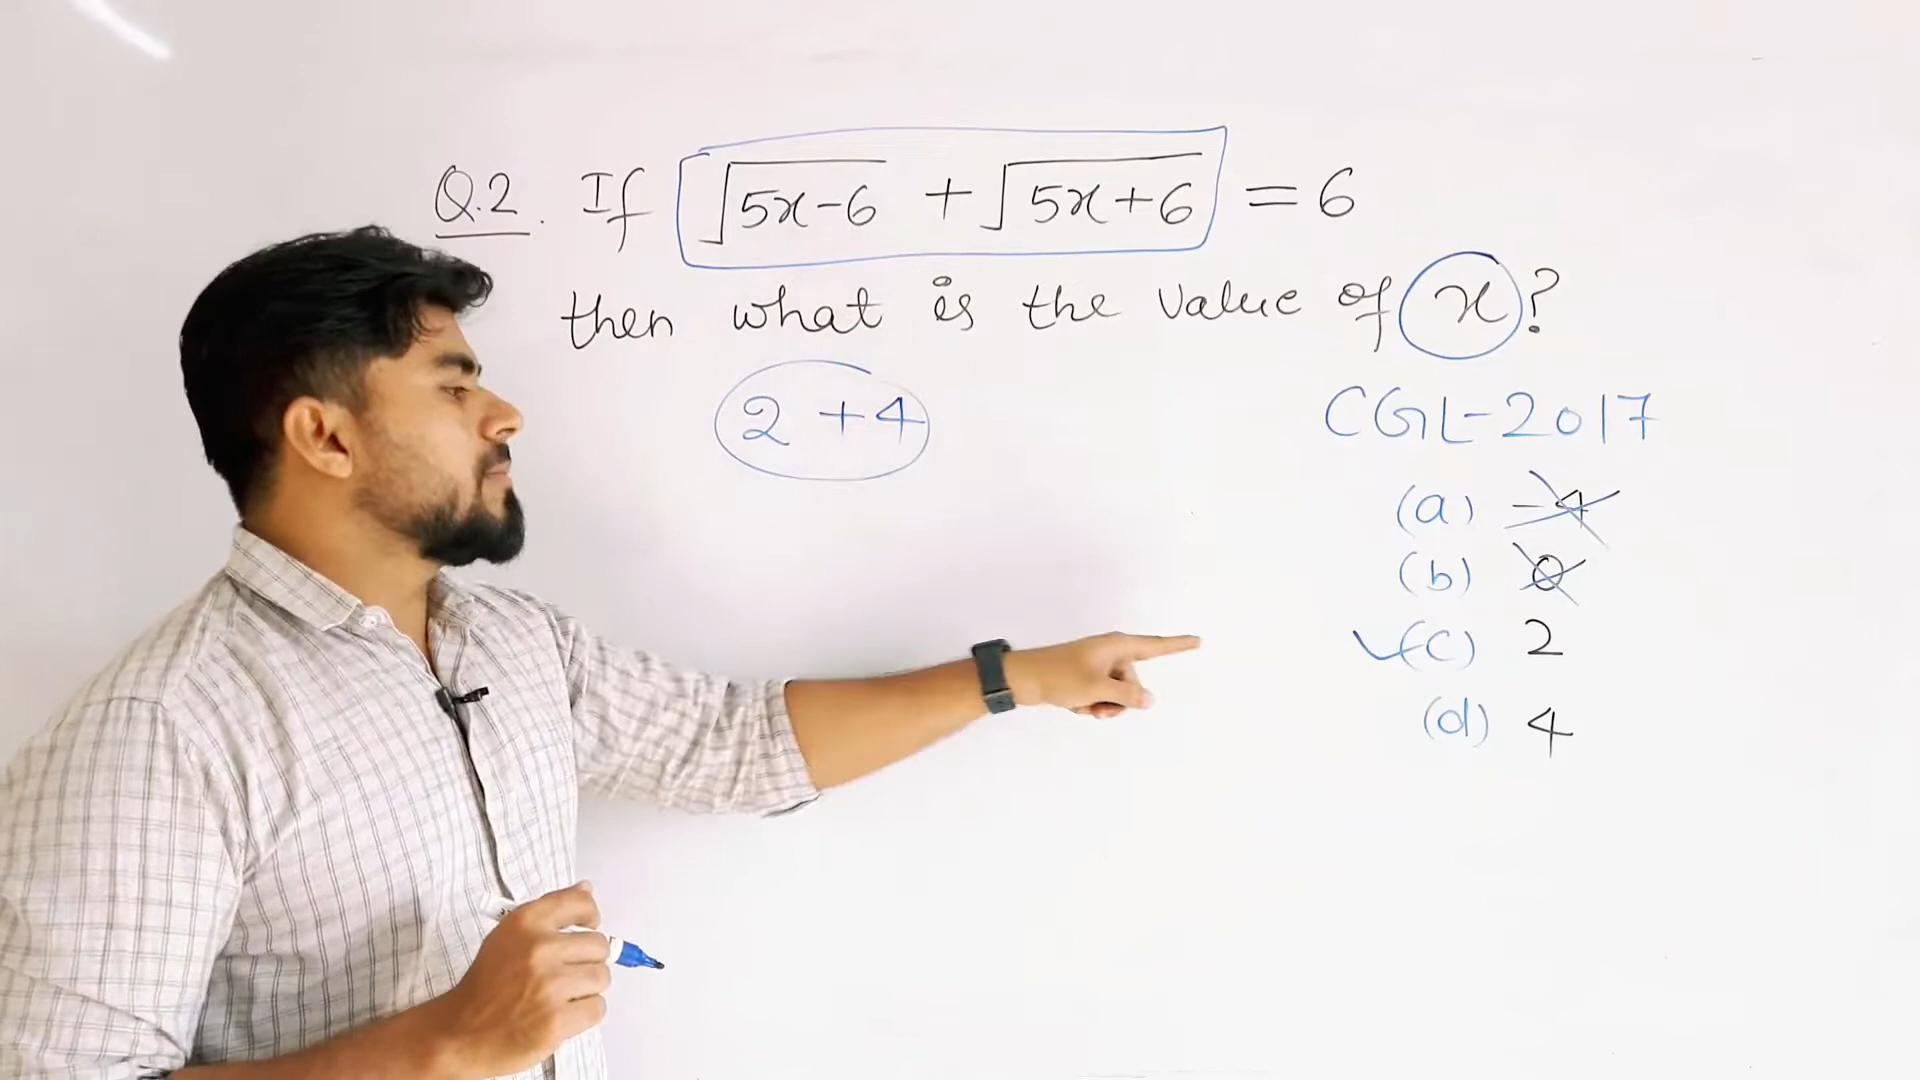 Q.2. If √5x-6 + √5x+6 = 6
then what is the value of x?
2 + 4
CGL-2017
(a) -4
(b) 0
(c) 2
(d) 4